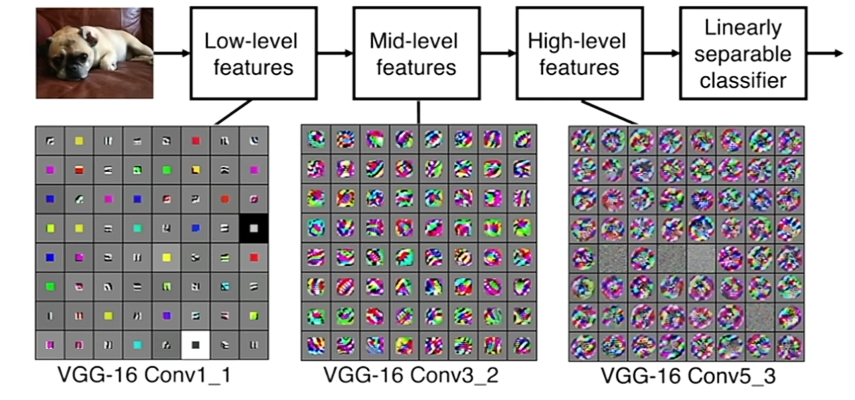 Low-level
features
Mid-level
features
High-level
features
Linearly
separable
classifier
VGG-16 Conv1_1
VGG-16 Conv3_2
VGG-16 Conv5_3